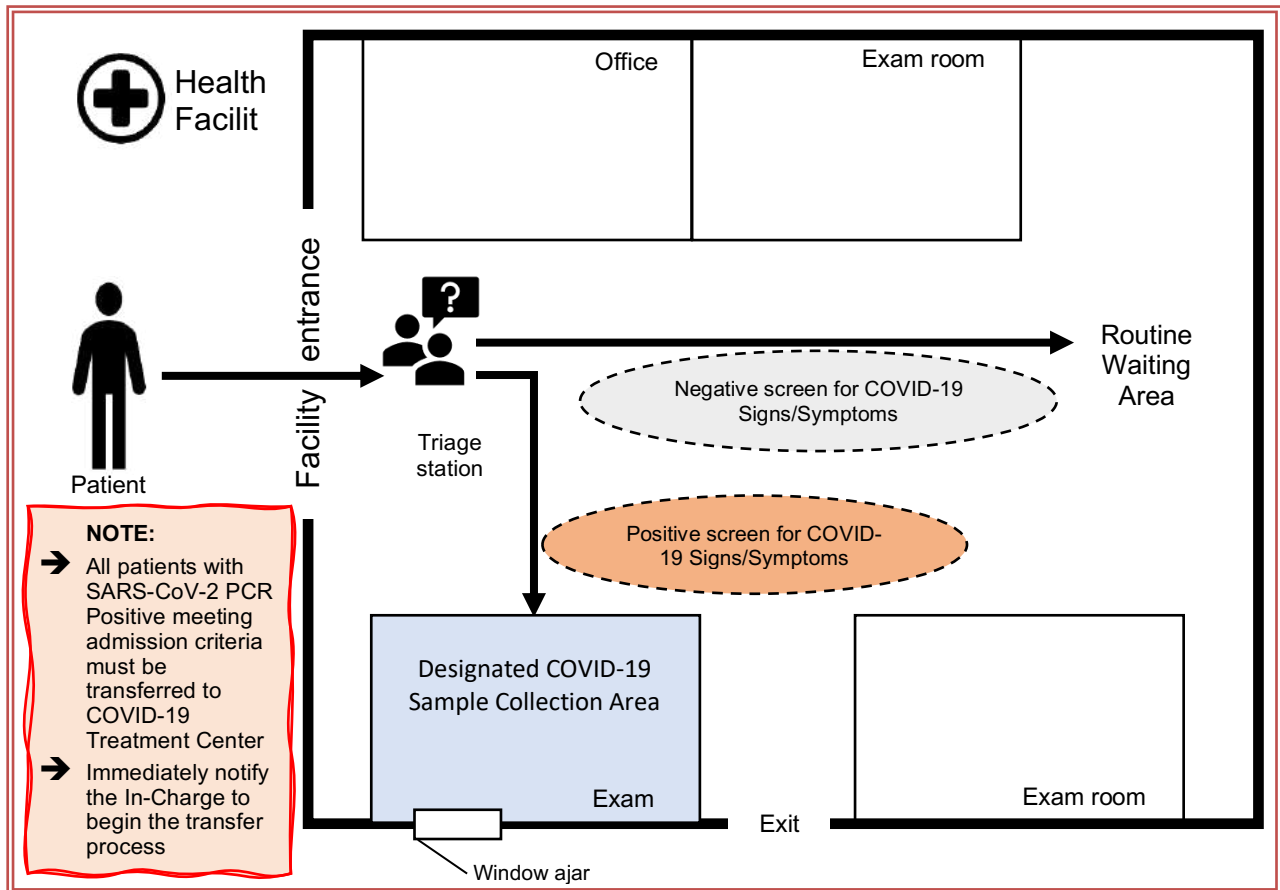 Health
Facilit
Office
Exam room
Facility entrance
Patient
Triage
station
Negative screen for COVID-19
Signs/Symptoms
Routine
Waiting
Area
Positive screen for COVID-
19 Signs/Symptoms
NOTE:
➔ All patients with
SARS-CoV-2 PCR
Positive meeting
admission criteria
must be
transferred to
COVID-19
Treatment Center
➔ Immediately notify
the In-Charge to
begin the transfer
process
Designated COVID-19
Sample Collection Area
Exam
Exam room
Exit
Window ajar